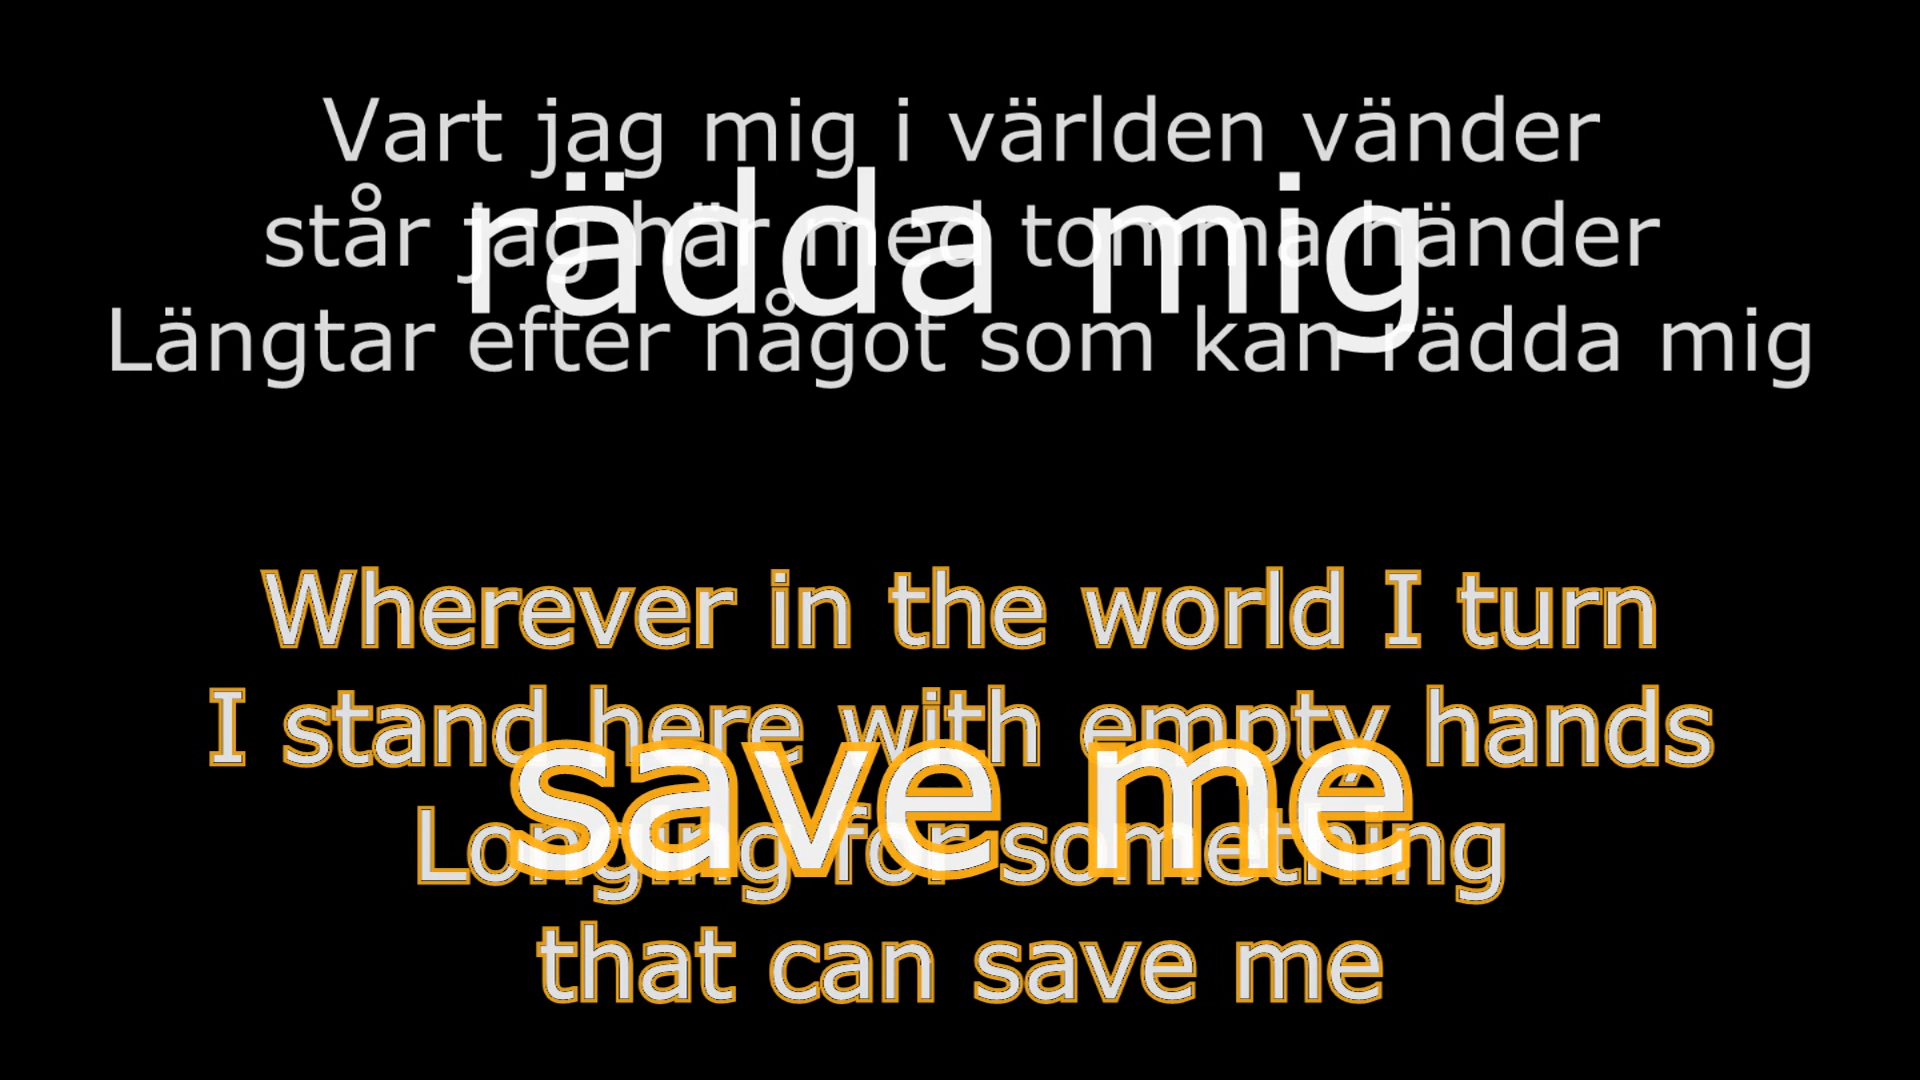 Vart jag mig i världen vänder
rädda mig
står jag här med tomma händer
Längtar efter något som kan rädda mig
Wherever in the world I turn
I stand here with empty hands
save me
Longing for something
that can save me